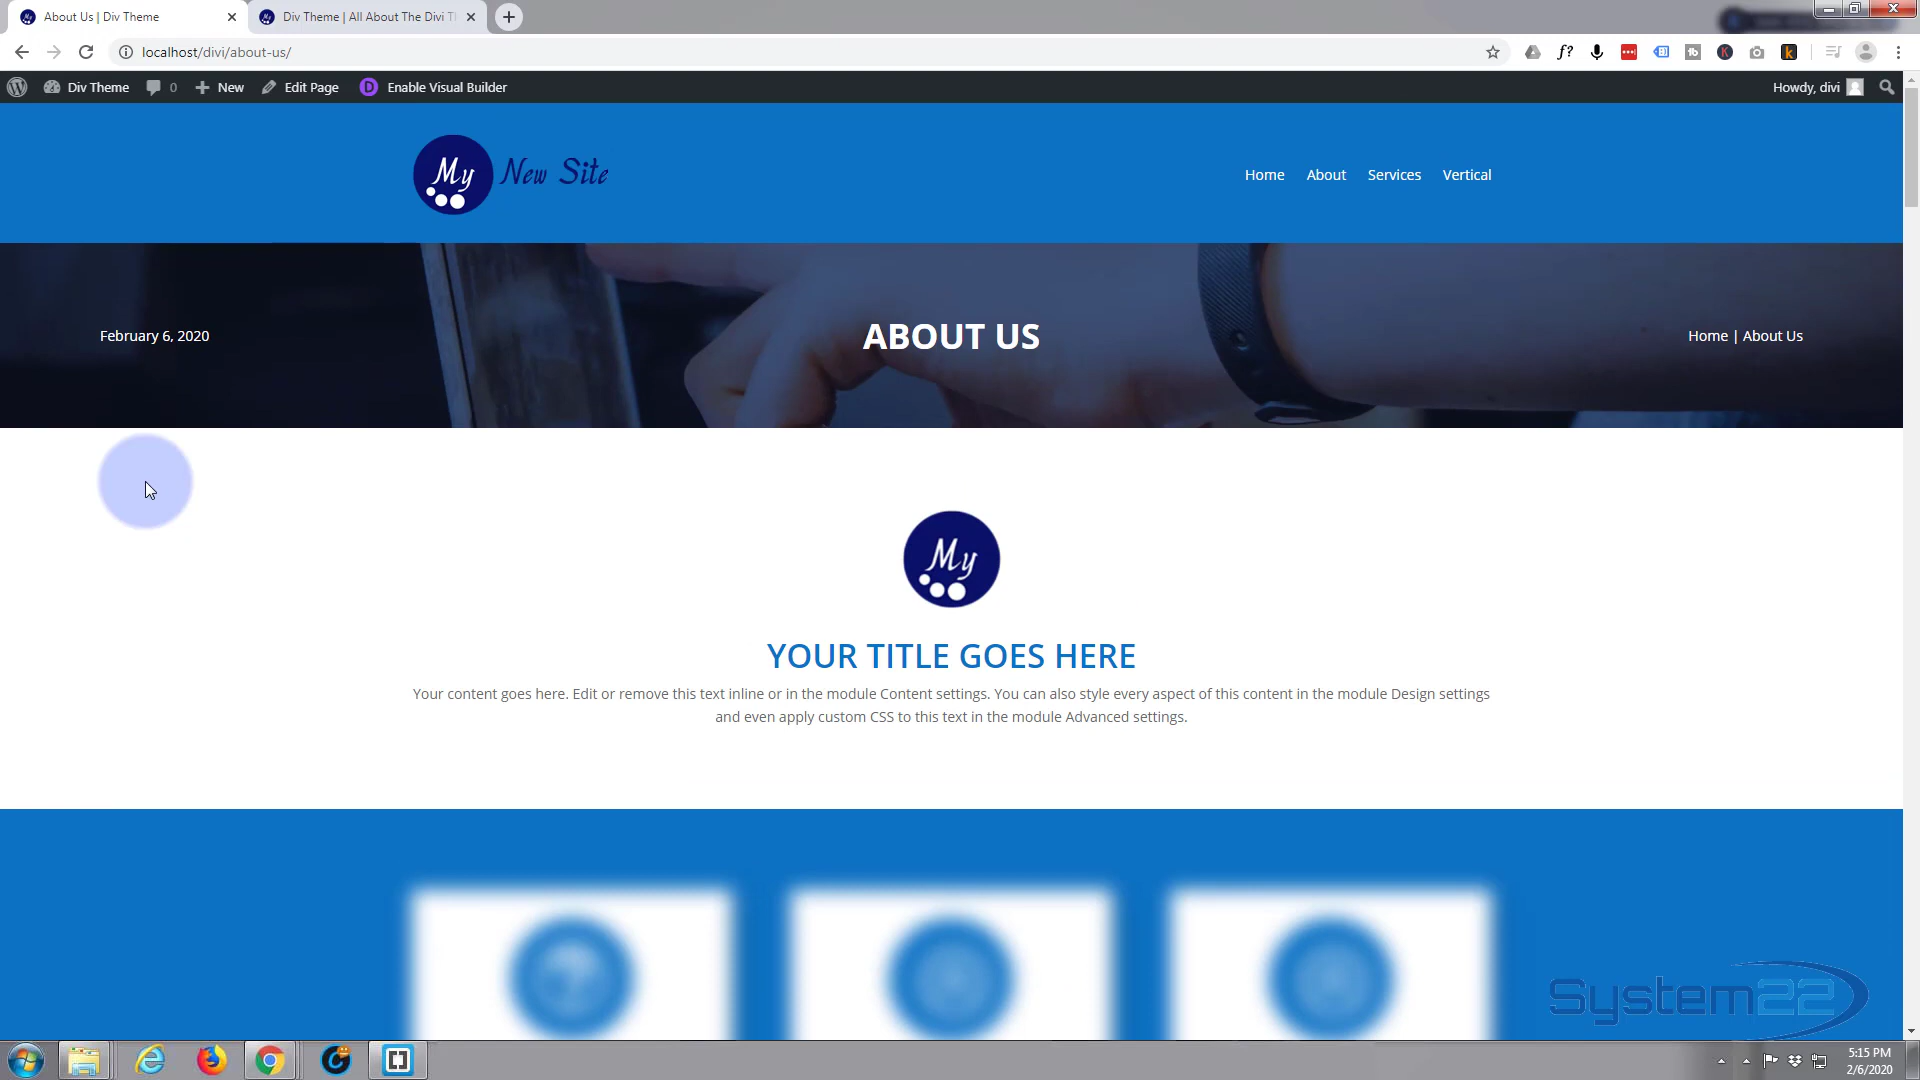 About Us | Div Theme
Div Theme | All About The Divi Th
localhost/divi/about-us/
Div Theme 0 New Edit Page D Enable Visual Builder
Howdy, divi
My New Site
Home About Services Vertical
February 6, 2020
ABOUT US
Home | About Us
My
YOUR TITLE GOES HERE
Your content goes here. Edit or remove this text inline or in the module Content settings. You can also style every aspect of this content in the module Design settings
and even apply custom CSS to this text in the module Advanced settings.
System22
5:15 PM
2/6/2020